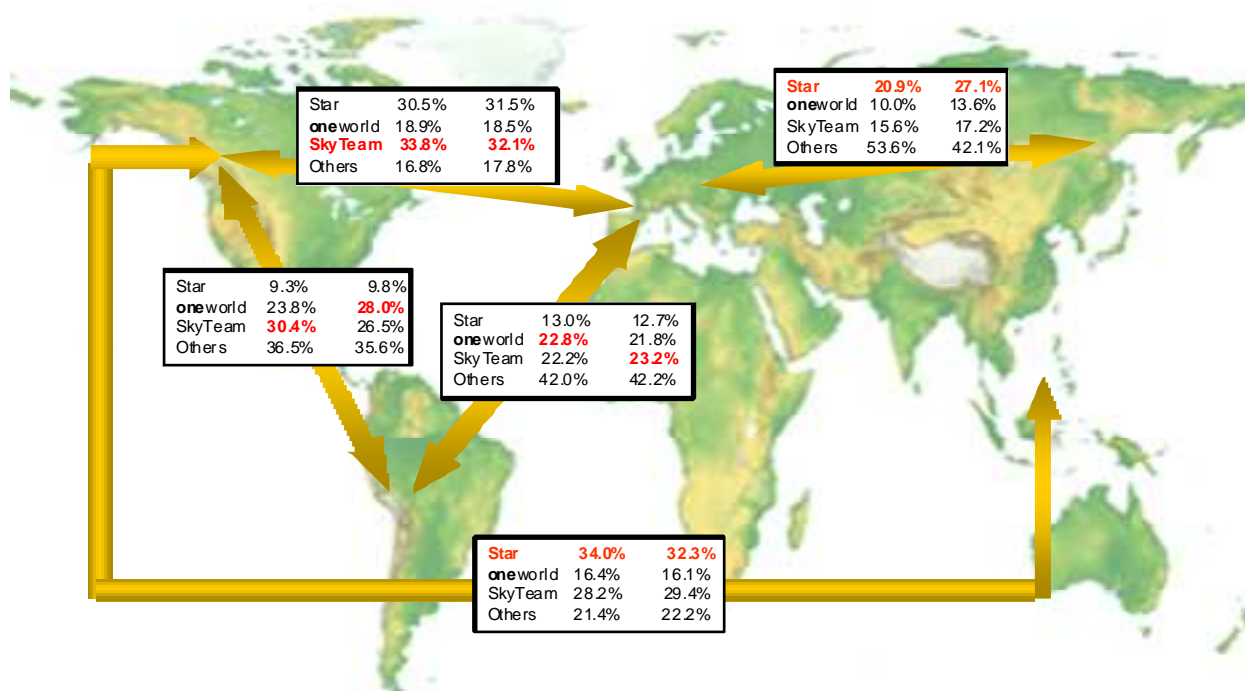 Star 30.5% 31.5%
oneworld 18.9% 18.5%
SkyTeam 33.8% 32.1%
Others 16.8% 17.8%
Star 20.9% 27.1%
oneworld 10.0% 13.6%
SkyTeam 15.6% 17.2%
Others 53.6% 42.1%
Star 9.3% 9.8%
oneworld 23.8% 28.0%
SkyTeam 30.4% 26.5%
Others 36.5% 35.6%
Star 13.0% 12.7%
oneworld 22.8% 21.8%
SkyTeam 22.2% 23.2%
Others 42.0% 42.2%
Star 34.0% 32.3%
oneworld 16.4% 16.1%
SkyTeam 28.2% 29.4%
Others 21.4% 22.2%